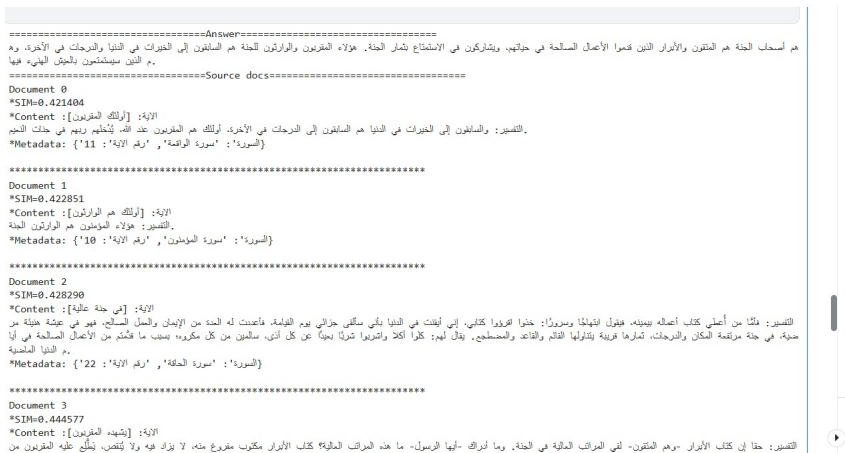 =================================Answer=================================
هم أصحاب الجنة هم المتقون والأبرار الذين قدموا الأعمال الصالحة في حياتهم، ويشاركون في الاستمتاع بثمار الجنة. هؤلاء المقربون والوارثون للجنة هم السابقون إلى الخيرات في الدنيا والدرجات في الآخرة، وه
م الذين سيستمتعون بالعيش الهنيء فيها.
=================================Source docs=================================
Document 0
*SIM=0.421404
*Content :الاية: [أولئك المقربون]
التفسير: والسابقون إلى الخيرات في الدنيا هم السابقون إلى الدرجات في الآخرة، أولئك هم المقربون عند الله، يُدْخلهم ربهم في جنات النعيم.
*Metadata: {'السورة': 'سورة الواقعة', 'رقم الاية': '11'}
**********************************************************************
Document 1
*SIM=0.422851
*Content :الاية: [أولئك هم الوارثون]
التفسير: هؤلاء المؤمنون هم الوارثون الجنة.
*Metadata: {'السورة': 'سورة المؤمنون', 'رقم الاية': '10'}
**********************************************************************
Document 2
*SIM=0.428290
*Content :الاية: [في جنة عالية]
التفسير: فأمَّا من أُعطي كتاب أعماله بيمينه، فيقول ابتهاجًا وسرورًا: خذوا اقرؤوا كتابي، إني أيقنت في الدنيا بأني سألقى جزائي يوم القيامة، فأعددت له العدة من الإيمان والعمل الصالح، فهو في عيشة هنيئة مر
ضية، في جنة مرتفعة المكان والدرجات، ثمارها قريبة يتناولها القائم والقاعد والمضطجع. يقال لهم: كلوا أكلا واشربوا شربًا بعيدًا عن كل أذى، سالمين من كل مكروه؛ بسبب ما قدَّمتم من الأعمال الصالحة في أيا
م الدنيا الماضية.
*Metadata: {'السورة': 'سورة الحاقة', 'رقم الاية': '22'}
**********************************************************************
Document 3
*SIM=0.444577
*Content :الاية: [يشهده المقربون]
التفسير: حقا إن كتاب الأبرار -وهم المتقون- لفي المراتب العالية في الجنة. وما أدراك -أيها الرسول- ما هذه المراتب العالية؟ كتاب الأبرار مكتوب مفروغ منه، لا يزاد فيه ولا يُنقص، يَطَّلِع عليه المقربون من